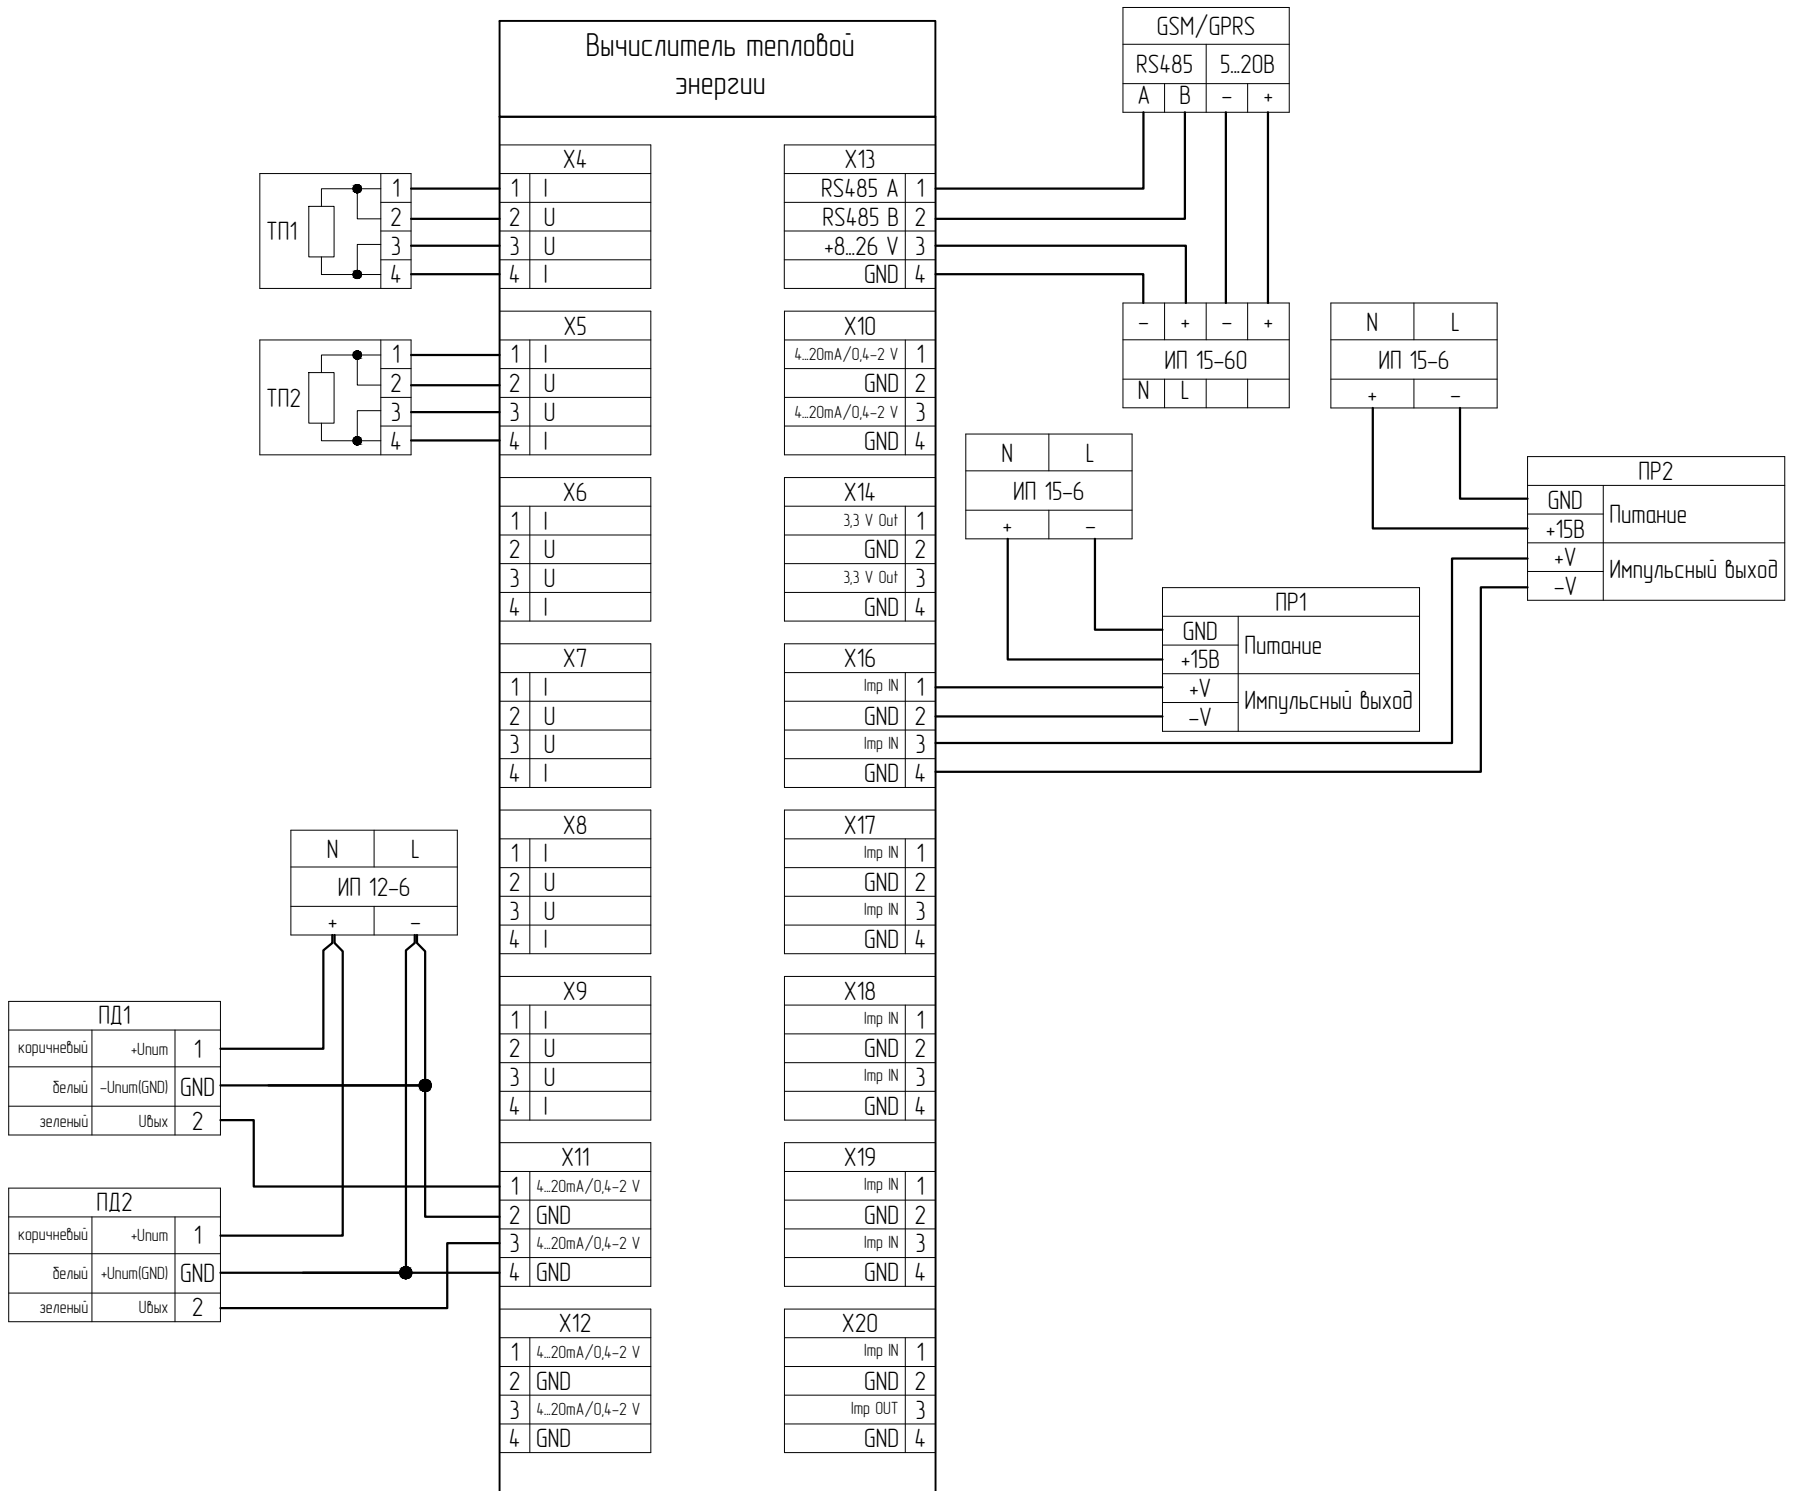 Вычислитель тепловой
энергии
GSM/GPRS
RS485 5...20В
A B – +
ТП1
1
2
3
4
X4
1 I
2 U
3 U
4 I
X13
RS485 A 1
RS485 B 2
+8...26 V 3
GND 4
– + – +
ИП 15–60
N L
N L
ИП 15–6
+ –
ТП2
1
2
3
4
X5
1 I
2 U
3 U
4 I
X10
4...20mA/0,4–2 V 1
GND 2
4...20mA/0,4–2 V 3
GND 4
N L
ИП 15–6
+ –
ПР2
GND
+15В
Питание
+V
–V
Импульсный выход
X6
1 I
2 U
3 U
4 I
X14
3,3 V Out 1
GND 2
3,3 V Out 3
GND 4
ПР1
GND
+15В
Питание
+V
–V
Импульсный выход
X7
1 I
2 U
3 U
4 I
X16
Imp IN 1
GND 2
Imp IN 3
GND 4
N L
ИП 12–6
+ –
X8
1 I
2 U
3 U
4 I
X17
Imp IN 1
GND 2
Imp IN 3
GND 4
X9
1 I
2 U
3 U
4 I
X18
Imp IN 1
GND 2
Imp IN 3
GND 4
ПД1
коричневый +Uпит 1
белый –Uпит(GND) GND
зеленый Uвых 2
X11
1 4...20mA/0,4–2 V
2 GND
3 4...20mA/0,4–2 V
4 GND
X19
Imp IN 1
GND 2
Imp IN 3
GND 4
ПД2
коричневый +Uпит 1
белый +Uпит(GND) GND
зеленый Uвых 2
X12
1 4...20mA/0,4–2 V
2 GND
3 4...20mA/0,4–2 V
4 GND
X20
Imp IN 1
GND 2
Imp OUT 3
GND 4